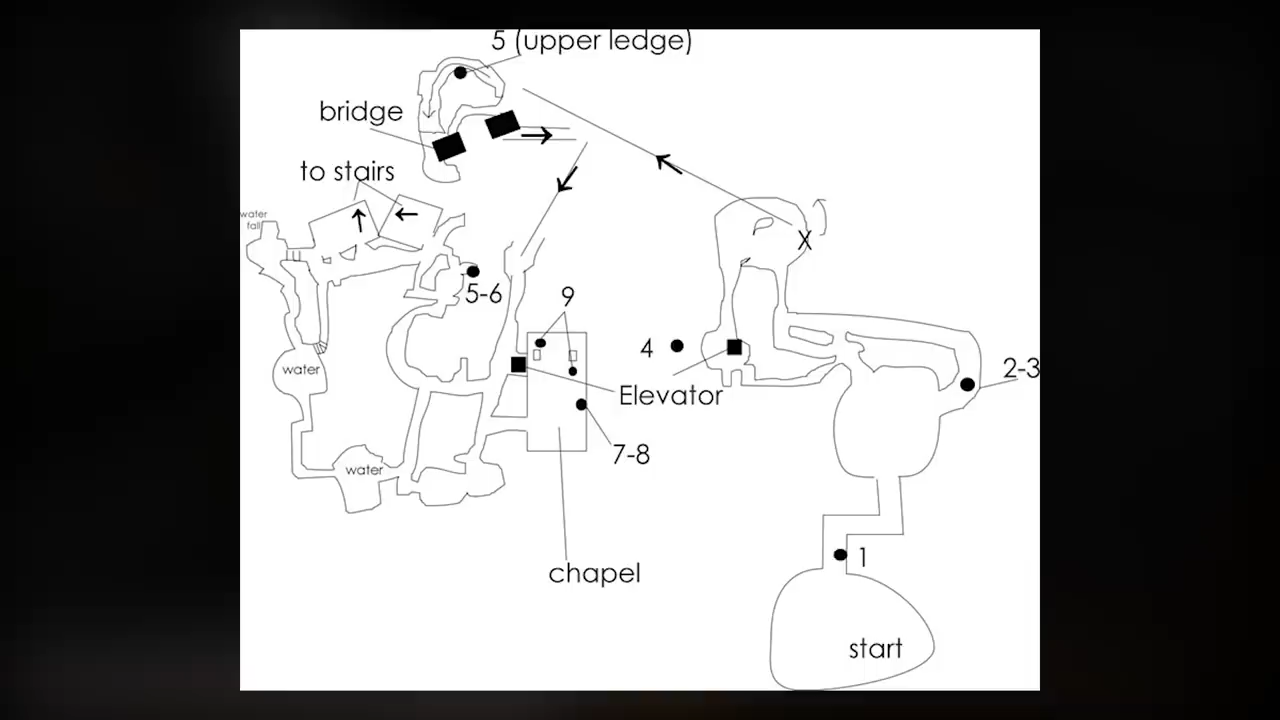 5 (upper ledge)
bridge
to stairs
water
fall
X
5-6
9
4
2-3
water
Elevator
7-8
water
1
chapel
start